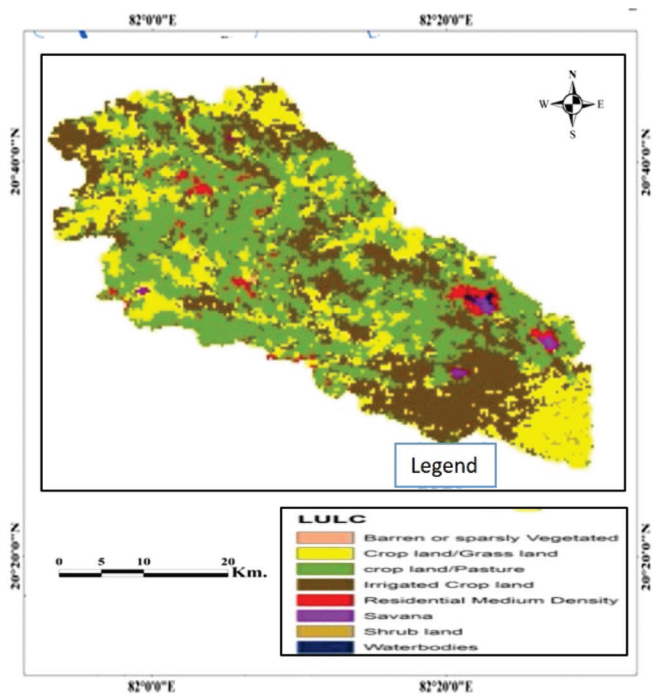 82°0'0"E 82°20'0"E
N
W E
S
20°40'0"N 20°40'0"N
Legend
LULC
Barren or sparsly Vegetated
Crop land/Grass land
crop land/Pasture
Irrigated Crop land
Residential Medium Density
Savana
Shrub land
Waterbodies
0 5 10 20 Km.
20°20'0"N 20°20'0"N
82°0'0"E 82°20'0"E